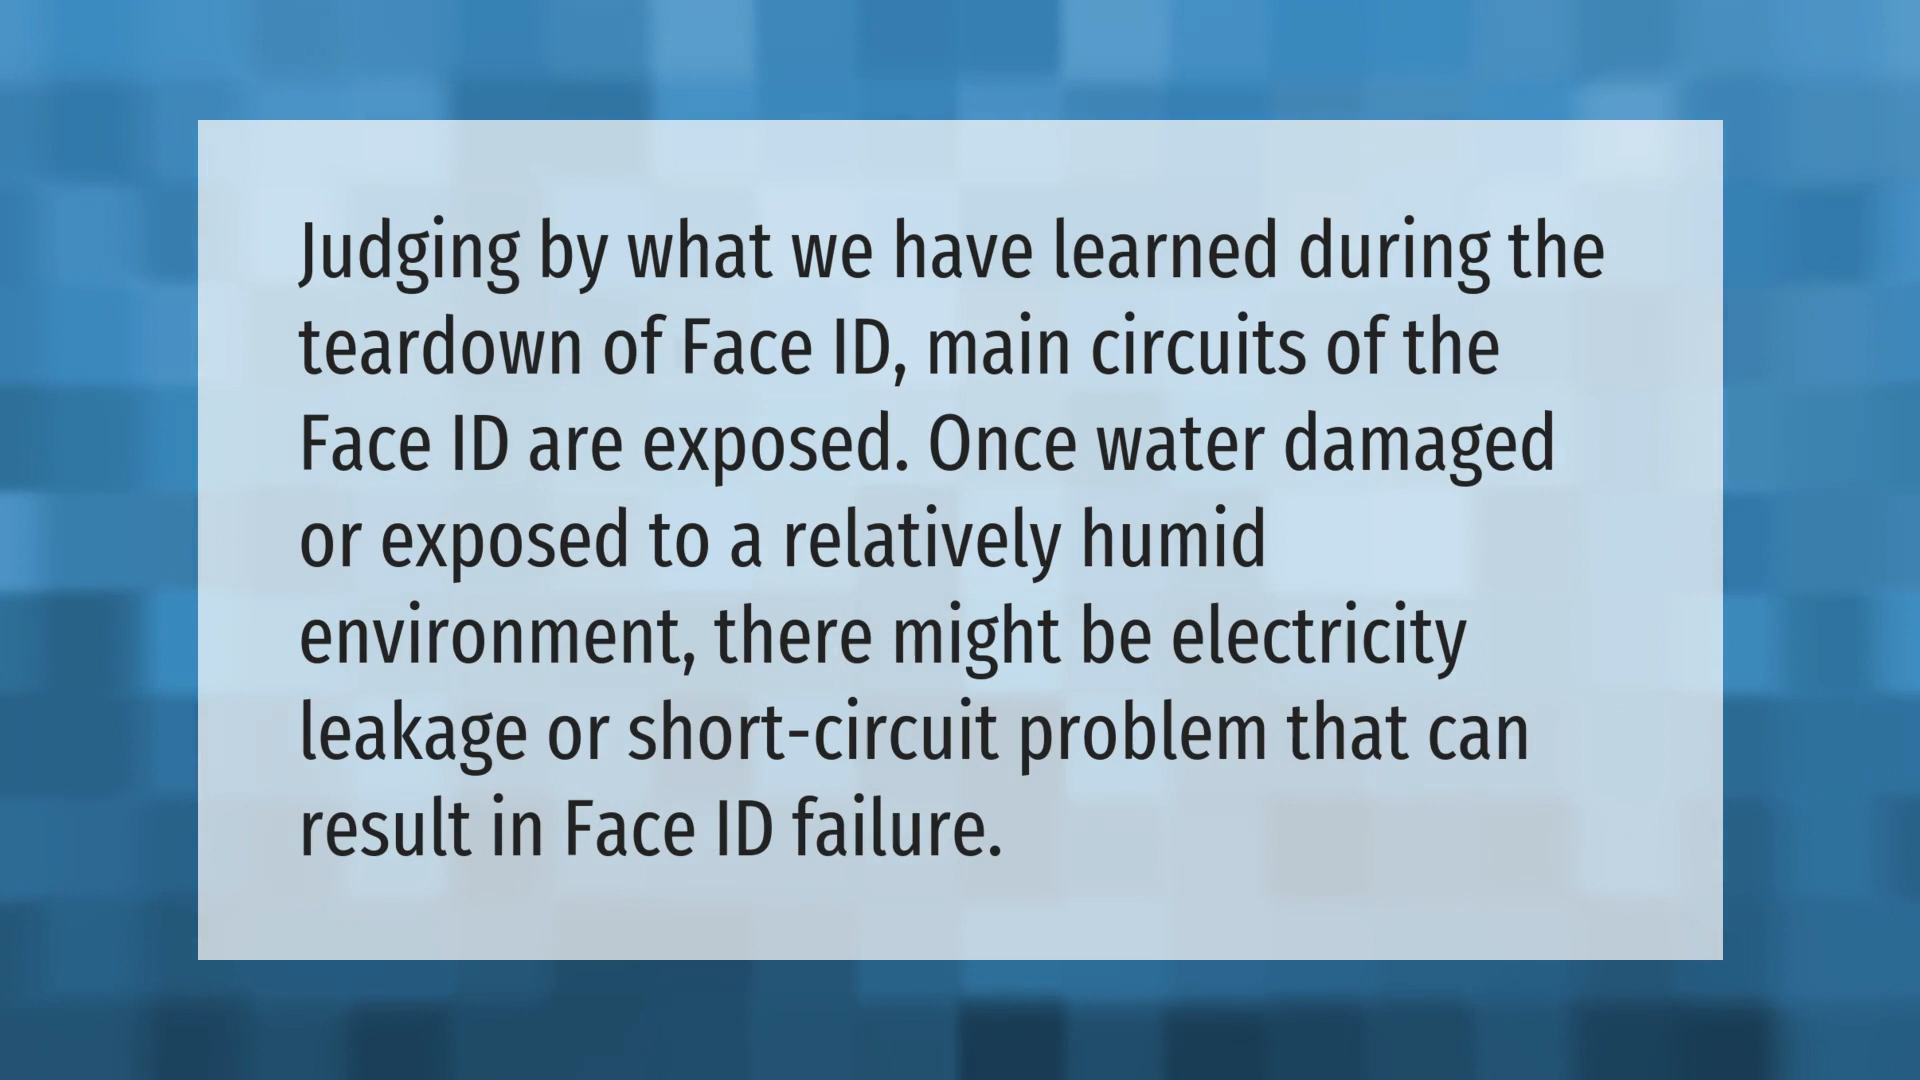 Judging by what we have learned during the
teardown of Face ID, main circuits of the
Face ID are exposed. Once water damaged
or exposed to a relatively humid
environment, there might be electricity
leakage or short-circuit problem that can
result in Face ID failure.